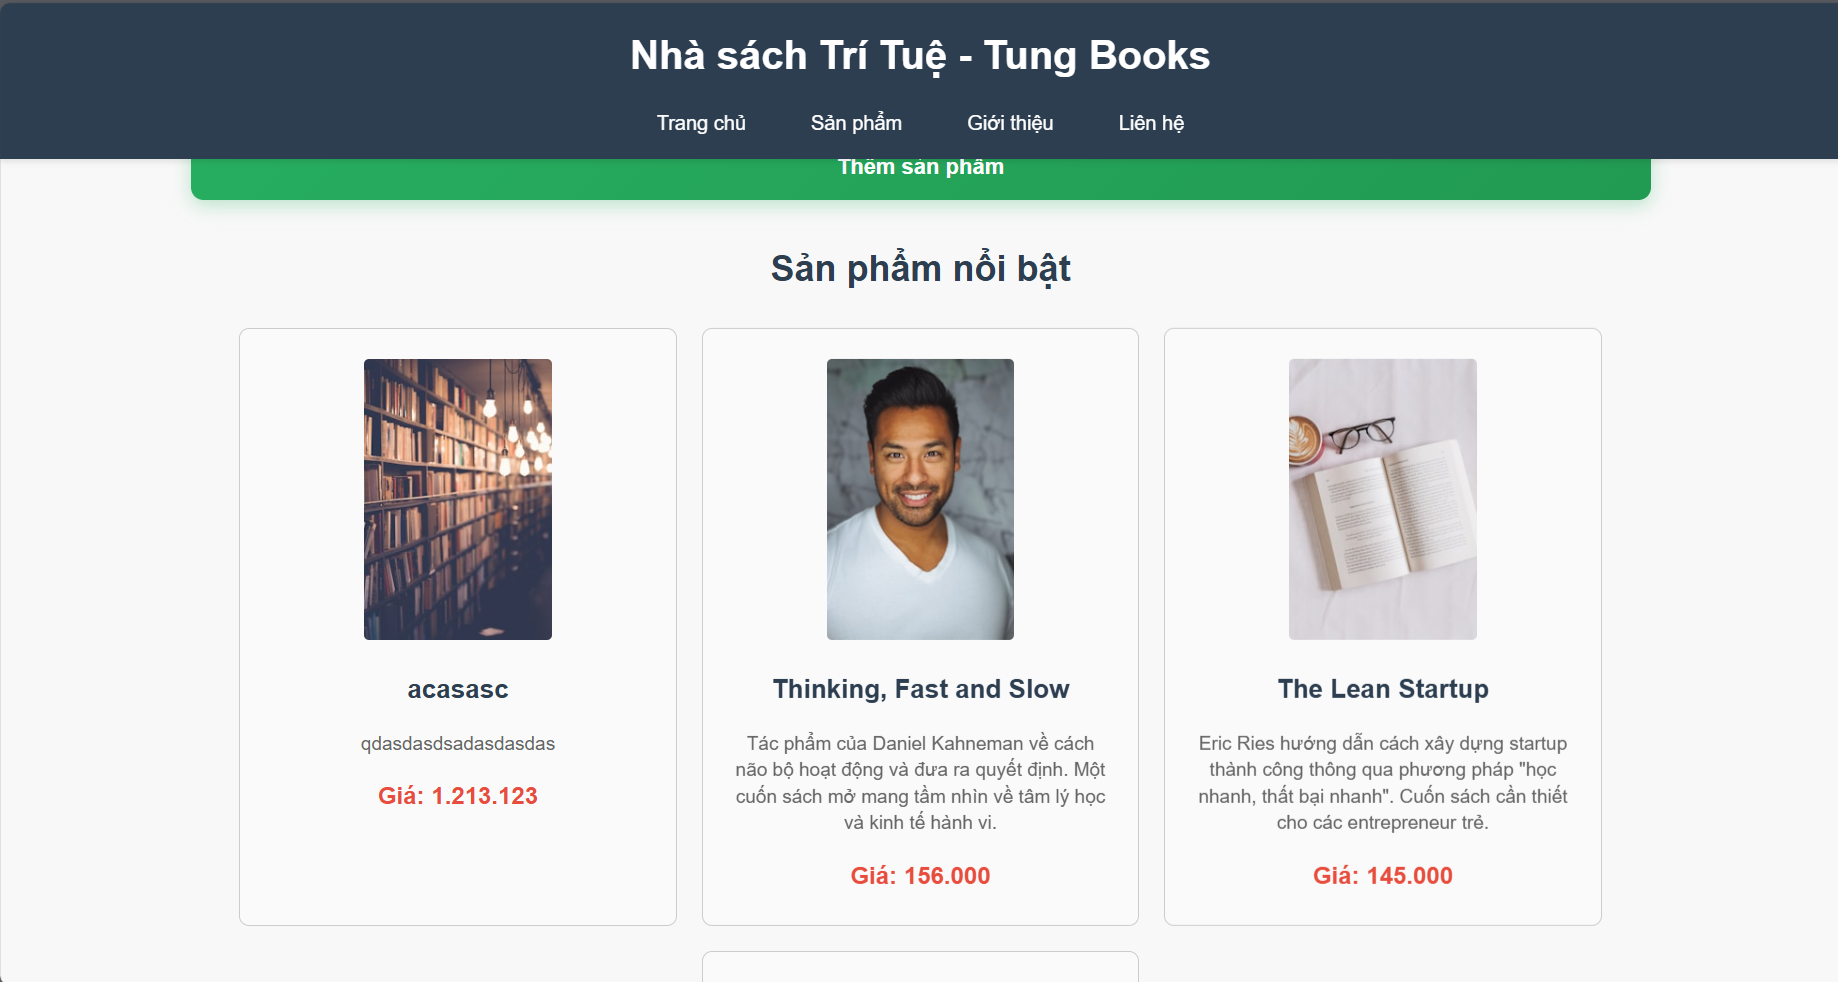 Nhà sách Trí Tuệ - Tung Books
Trang chủ Sản phẩm Giới thiệu Liên hệ
Thêm sản phẩm
Sản phẩm nổi bật
acasasc
qdasdasdsadasdasdas
Giá: 1.213.123
Thinking, Fast and Slow
Tác phẩm của Daniel Kahneman về cách
não bộ hoạt động và đưa ra quyết định. Một
cuốn sách mở mang tầm nhìn về tâm lý học
và kinh tế hành vi.
Giá: 156.000
The Lean Startup
Eric Ries hướng dẫn cách xây dựng startup
thành công thông qua phương pháp "học
nhanh, thất bại nhanh". Cuốn sách cần thiết
cho các entrepreneur trẻ.
Giá: 145.000